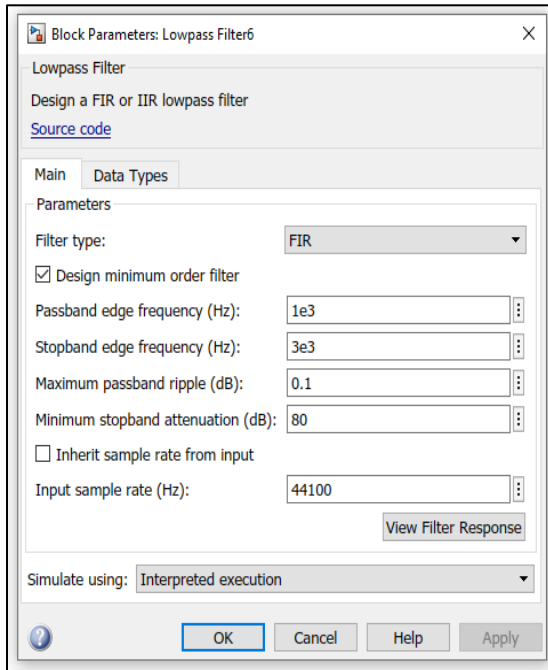 Block Parameters: Lowpass Filter6
Lowpass Filter
Design a FIR or IIR lowpass filter
Source code
Main Data Types
Parameters
Filter type: FIR
Design minimum order filter
Passband edge frequency (Hz): 1e3
Stopband edge frequency (Hz): 3e3
Maximum passband ripple (dB): 0.1
Minimum stopband attenuation (dB): 80
Inherit sample rate from input
Input sample rate (Hz): 44100
View Filter Response
Simulate using: Interpreted execution
OK Cancel Help Apply